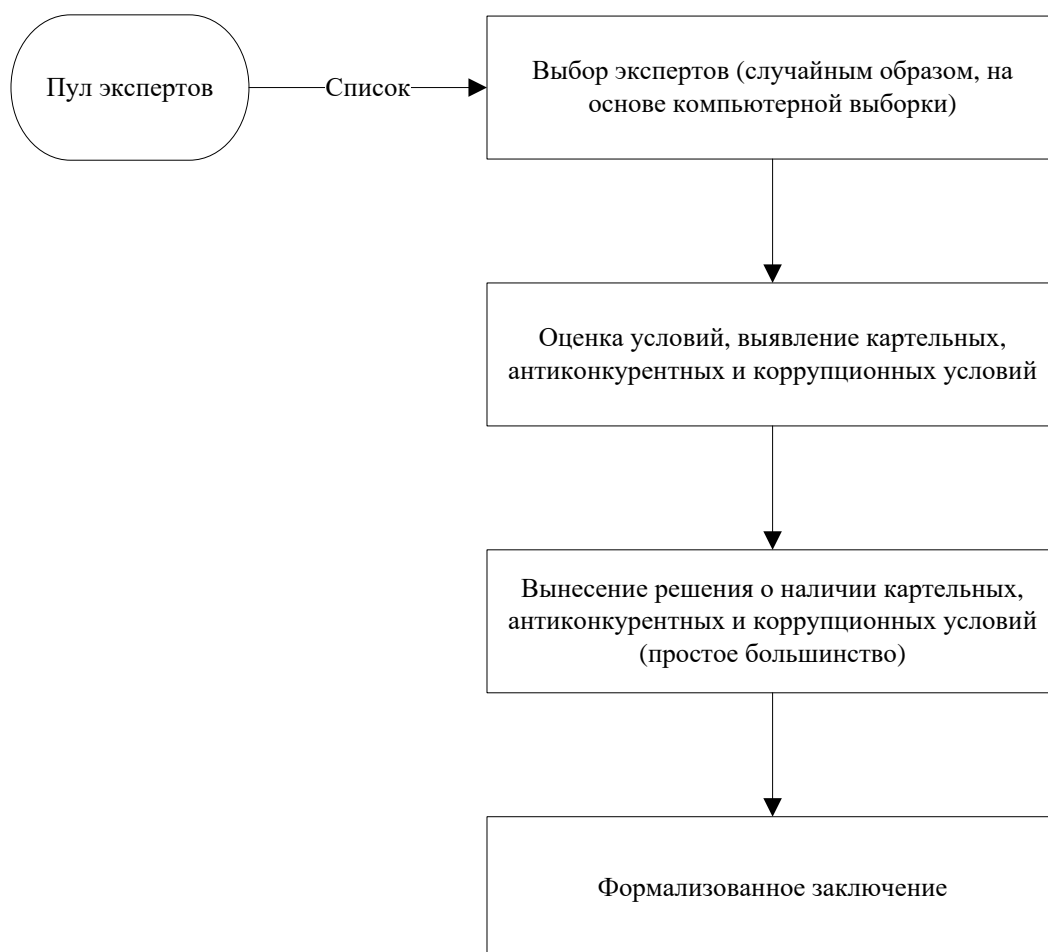 Пул экспертов
Список
Выбор экспертов (случайным образом, на
основе компьютерной выборки)
Оценка условий, выявление картельных,
антиконкурентных и коррупционных условий
Вынесение решения о наличии картельных,
антиконкурентных и коррупционных условий
(простое большинство)
Формализованное заключение